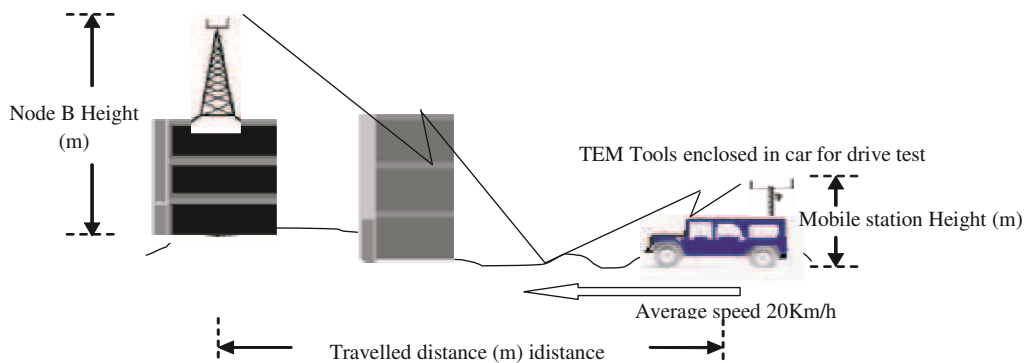 Node B Height
(m)
TEM Tools enclosed in car for drive test
Mobile station Height (m)
Average speed 20Km/h
Travelled distance (m) idistance